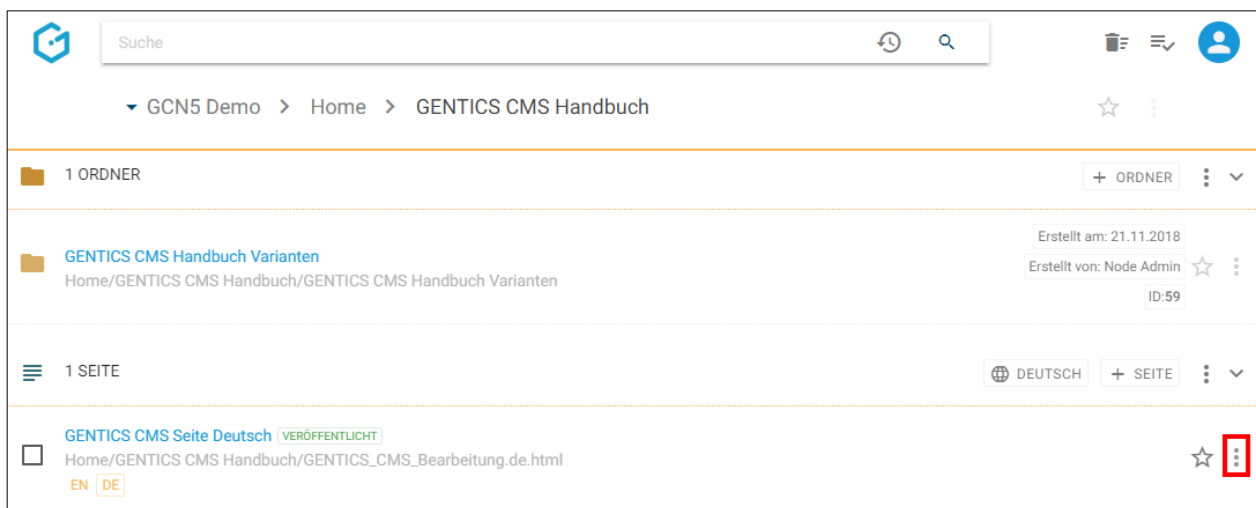 Suche
GCN5 Demo > Home > GENTICS CMS Handbuch
1 ORDNER
+ ORDNER
GENTICS CMS Handbuch Varianten
Home/GENTICS CMS Handbuch/GENTICS CMS Handbuch Varianten
Erstellt am: 21.11.2018
Erstellt von: Node Admin
ID:59
1 SEITE
DEUTSCH
+ SEITE
GENTICS CMS Seite Deutsch VERÖFFENTLICHT
Home/GENTICS CMS Handbuch/GENTICS_CMS_Bearbeitung.de.html
EN DE